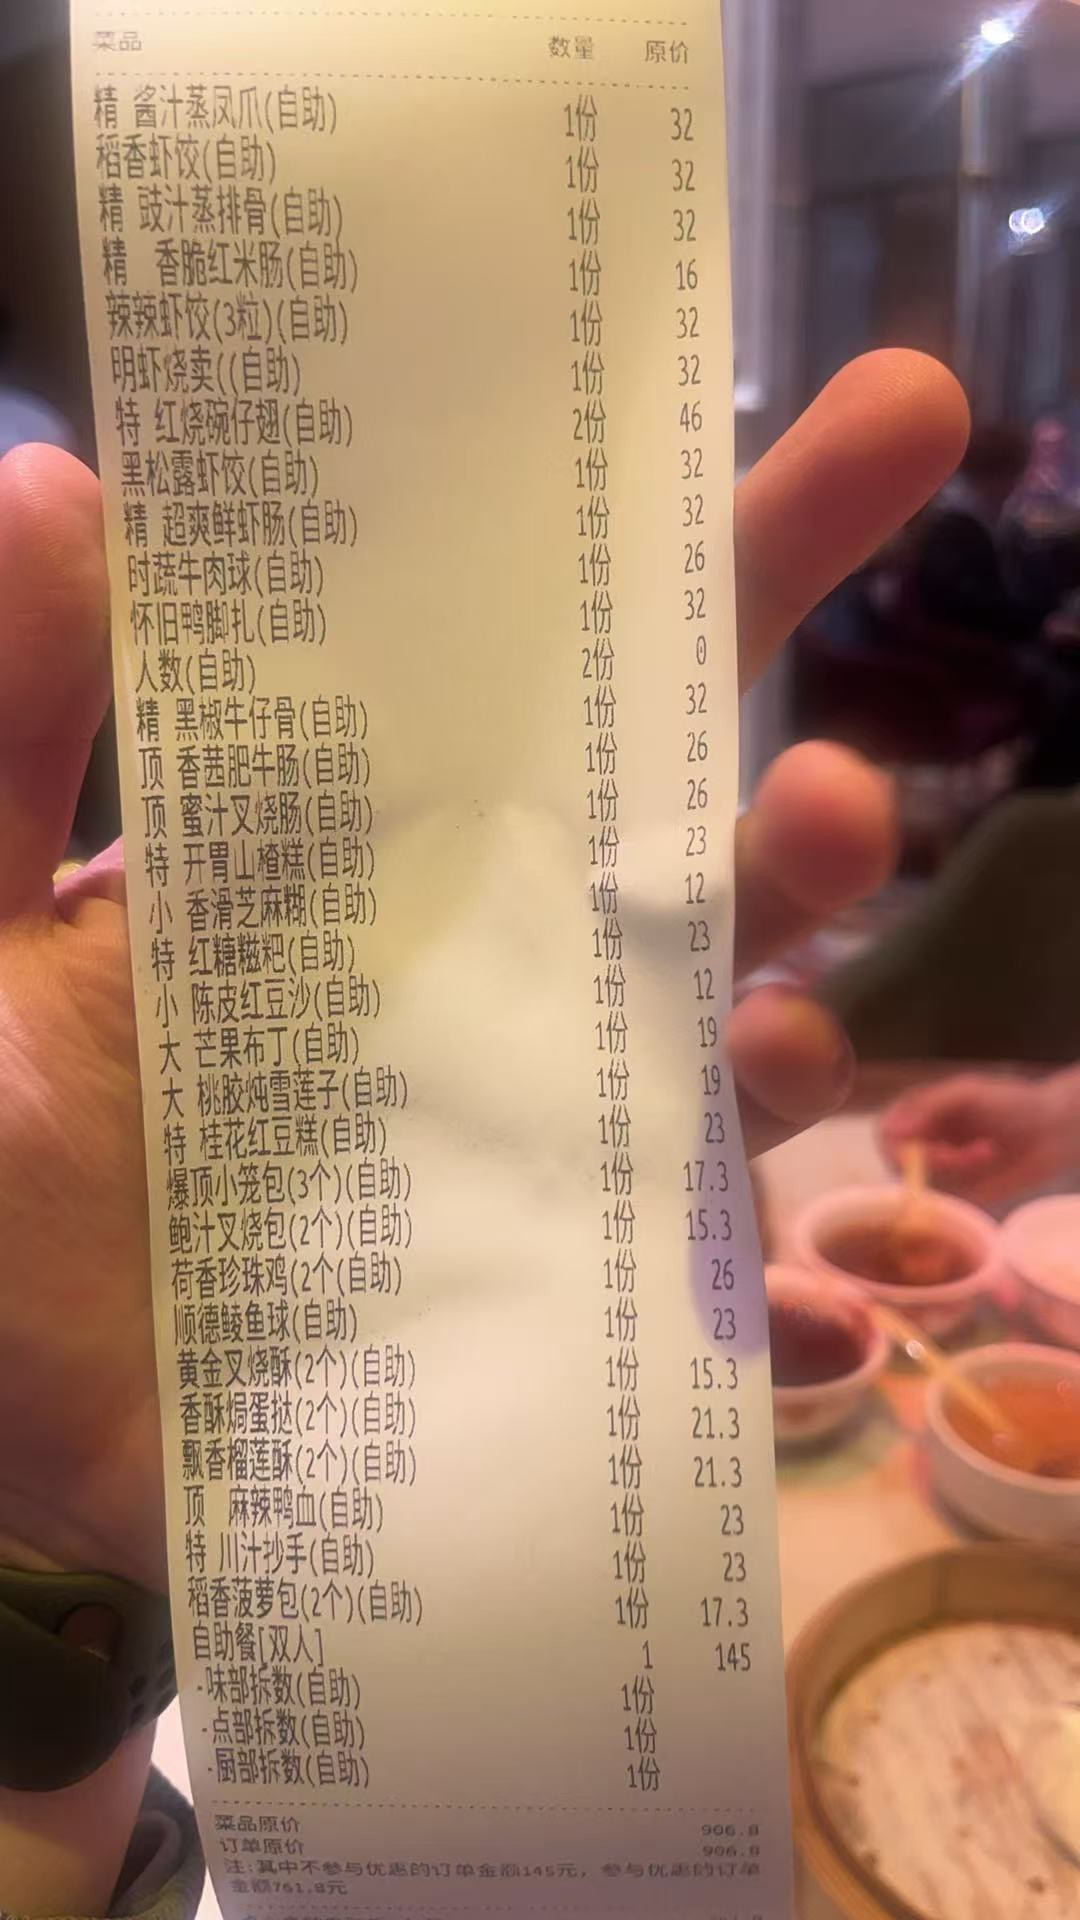 菜品 数量 原价
精 酱汁蒸凤爪(自助) 1份 32
稻香虾饺(自助) 1份 32
精 豉汁蒸排骨(自助) 1份 32
精 香脆红米肠(自助) 1份 16
辣辣虾饺(3粒)(自助) 1份 32
明虾烧卖((自助) 1份 32
特 红烧碗仔翅(自助) 2份 46
黑松露虾饺(自助) 1份 32
精 超爽鲜虾肠(自助) 1份 32
时蔬牛肉球(自助) 1份 26
怀旧鸭脚扎(自助) 1份 32
人数(自助) 2份 0
精 黑椒牛仔骨(自助) 1份 32
顶 香茜肥牛肠(自助) 1份 26
顶 蜜汁叉烧肠(自助) 1份 26
特 开胃山楂糕(自助) 1份 23
小 香滑芝麻糊(自助) 1份 12
特 红糖糍粑(自助) 1份 23
小 陈皮红豆沙(自助) 1份 12
大 芒果布丁(自助) 1份 19
大 桃胶炖雪莲子(自助) 1份 19
特 桂花红豆糕(自助) 1份 23
爆顶小笼包(3个)(自助) 1份 17.3
鲍汁叉烧包(2个)(自助) 1份 15.3
荷香珍珠鸡(2个(自助) 1份 26
顺德鲮鱼球(自助) 1份 23
黄金叉烧酥(2个)(自助) 1份 15.3
香酥焗蛋挞(2个)(自助) 1份 21.3
飘香榴莲酥(2个)(自助) 1份 21.3
顶 麻辣鸭血(自助) 1份 23
特 川汁抄手(自助) 1份 23
稻香菠萝包(2个)(自助) 1份 17.3
自助餐[双人] 1 145
·味部拆数(自助) 1份
·点部拆数(自助) 1份
·厨部拆数(自助) 1份
菜品原价 906.8
订单原价 906.8
注:其中不参与优惠的订单金额145元，参与优惠的订单
金额761.8元